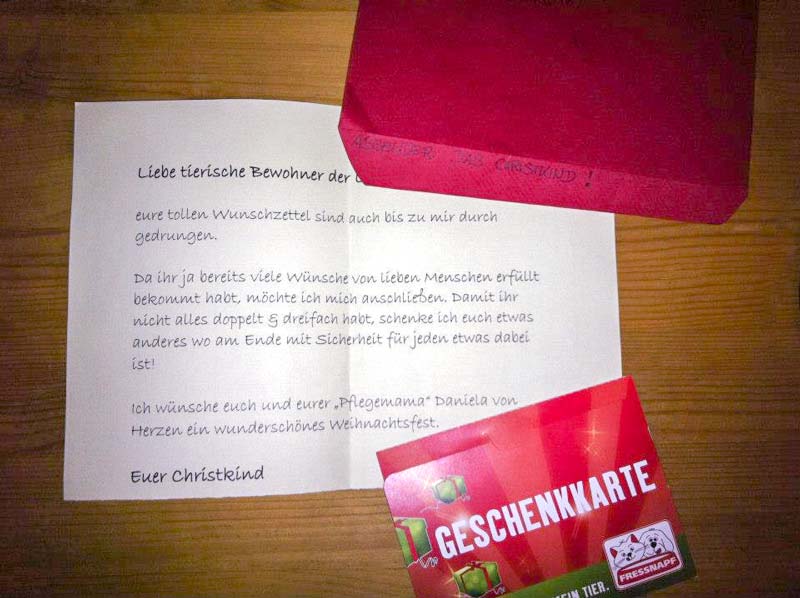 ABSENDER: DAS CHRISTKIND!
Liebe tierische Bewohner der
eure tollen Wunschzettel sind auch bis zu mir durch
gedrungen.
Da ihr ja bereits viele Wünsche von lieben Menschen erfüllt
bekommt habt, möchte ich mich anschließen. Damit ihr
nicht alles doppelt & dreifach habt, schenke ich euch etwas
anderes wo am Ende mit Sicherheit für jeden etwas dabei
ist!
Ich wünsche euch und eurer „Pflegemama“ Daniela von
Herzen ein wunderschönes Weihnachtsfest.
Euer Christkind
GESCHENKKARTE
FRESSNAPF
TIER.